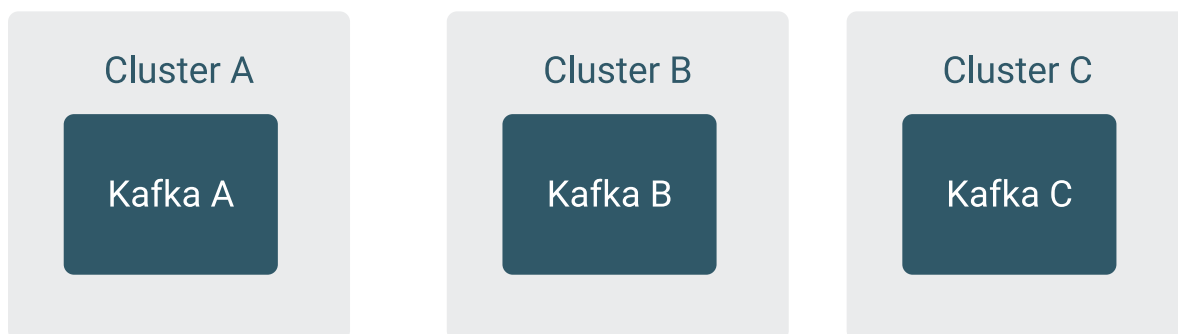 Cluster A
Kafka A
Cluster B
Kafka B
Cluster C
Kafka C